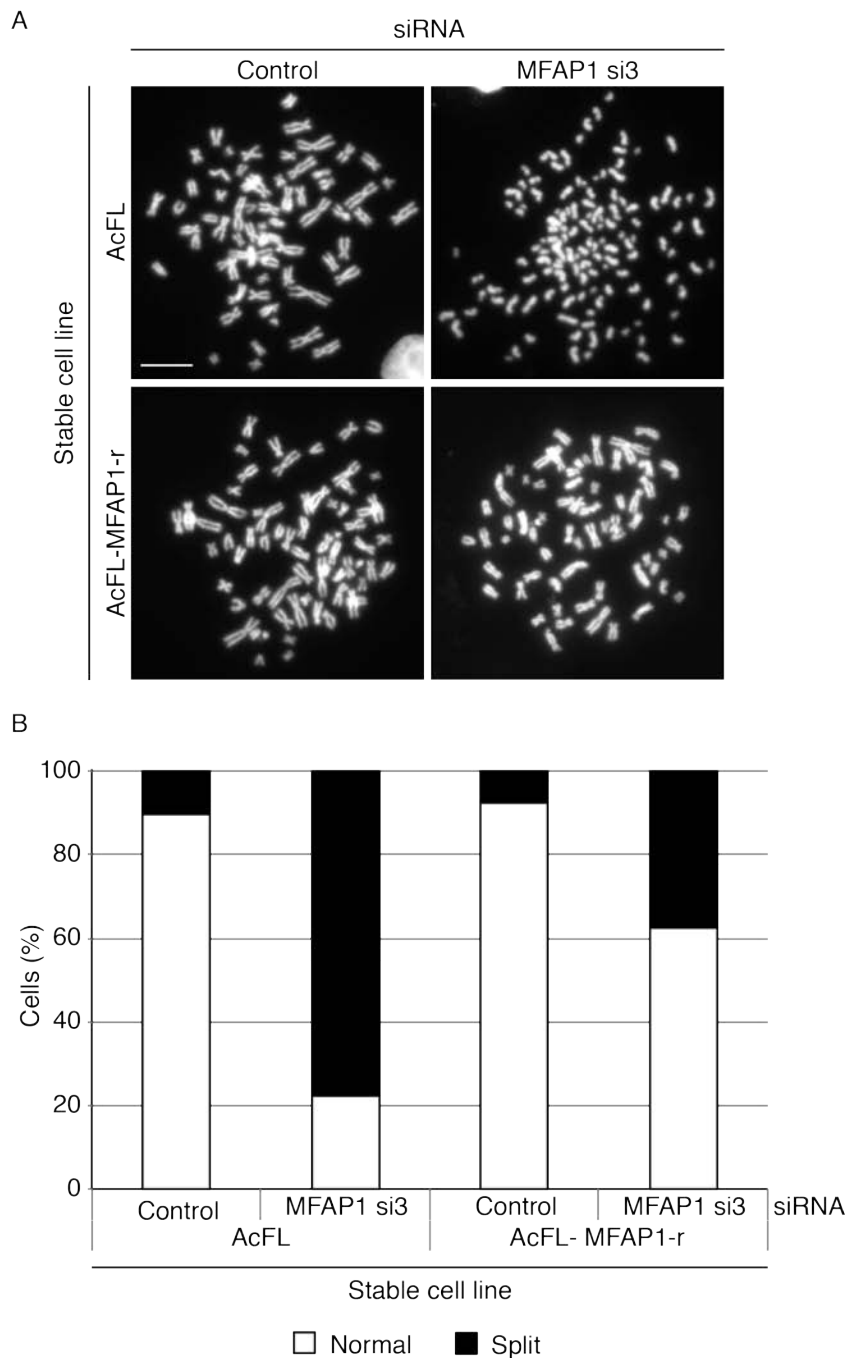 A
siRNA
Control MFAP1 si3
Stable cell line
AcFL
AcFL-MFAP1-r
B
Cells (%)
100
80
60
40
20
0
Control MFAP1 si3 Control MFAP1 si3 siRNA
AcFL AcFL- MFAP1-r
Stable cell line
Normal Split